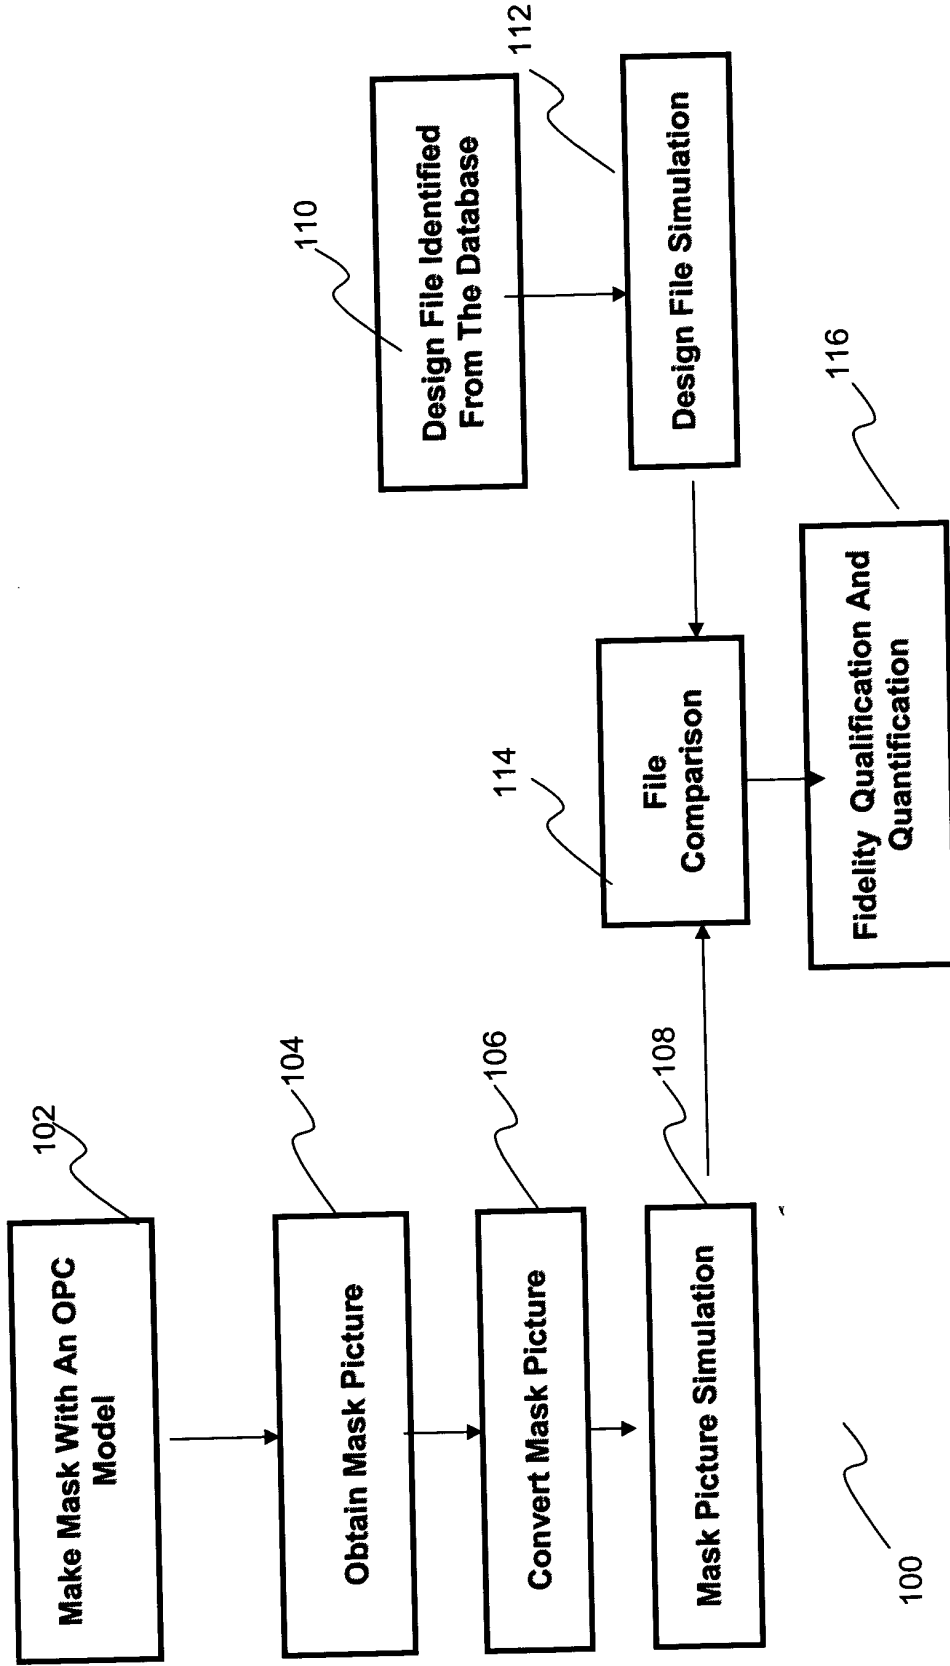 102
Make Mask With An OPC
Model
104
Obtain Mask Picture
106
Convert Mask Picture
108
Mask Picture Simulation
110
Design File Identified
From The Database
112
Design File Simulation
114
File
Comparison
116
Fidelity Qualification And
Quantification
100